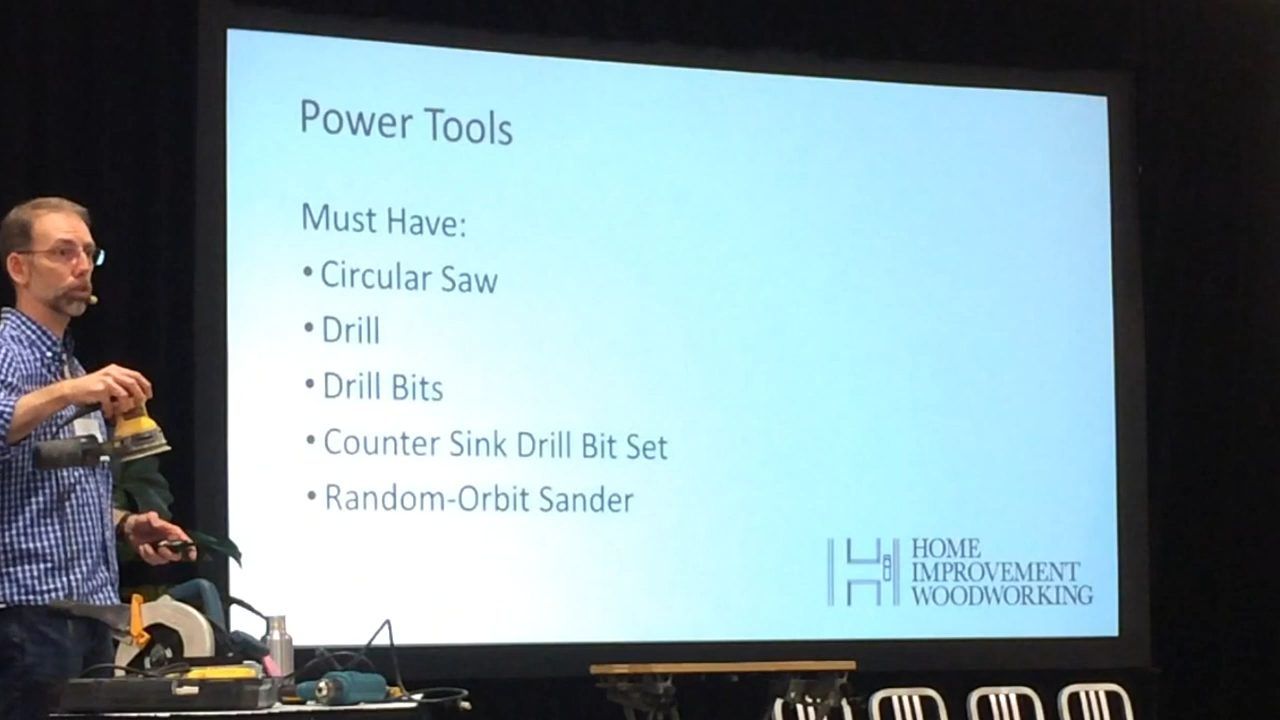 Power Tools
Must Have:
• Circular Saw
• Drill
• Drill Bits
• Counter Sink Drill Bit Set
• Random-Orbit Sander
HOME
IMPROVEMENT
WOODWORKING